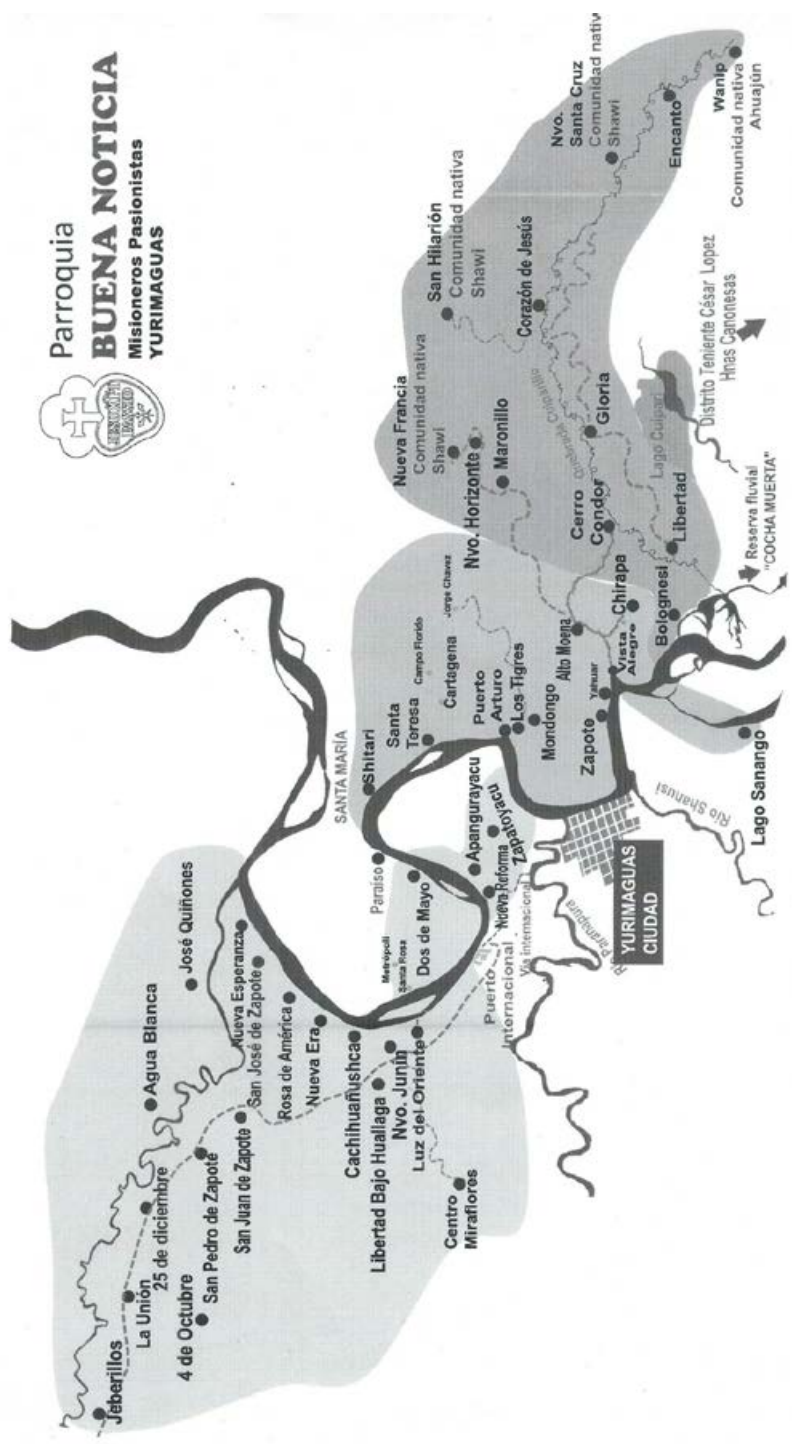 Parroquia
BUENA NOTICIA
Misioneros Pasionistas
YURIMAGUAS
Jeberillos
La Unión
25 de diciembre
4 de Octubre
San Pedro de Zapote
San Juan de Zapote
Agua Blanca
José Quiñones
Nueva Esperanza
San José de Zapote
Rosa de América
Nueva Era
Cachihuañushca
Libertad Bajo Huallaga
Nvo. Junín
Luz del Oriente
Centro
Miraflores
SANTA MARÍA
Shitari
Paraiso
Metrópoli
Santa Rosa
Dos de Mayo
Apangurayacu
Nueva Reforma
Zapatoyacu
Puerto
Internacional
Vía internacional
Río Paranapura
YURIMAGUAS
CIUDAD
Río Shanusi
Santa
Teresa
Campo Florido
Cartagena
Jorge Chavez
Puerto
Arturo
Los Tigres
Mondongo
Zapote
Yahuar
Vista
Alegre
Alto Moena
Chirapa
Bolognesi
Lago Sanango
Nueva Francia
Comunidad nativa
Shawi
Nvo. Horizonte
Maronillo
Cerro
Condor
Gloria
Libertad
Lago Cuipari
Reserva fluvial
"COCHA MUERTA"
San Hilarión
Comunidad nativa
Shawi
Corazón de Jesús
Distrito Teniente César Lopez
Hnas Canonesas
Nvo.
Santa Cruz
Comunidad nativa
Shawi
Encanto
Wanip
Comunidad nativa
Ahuajún